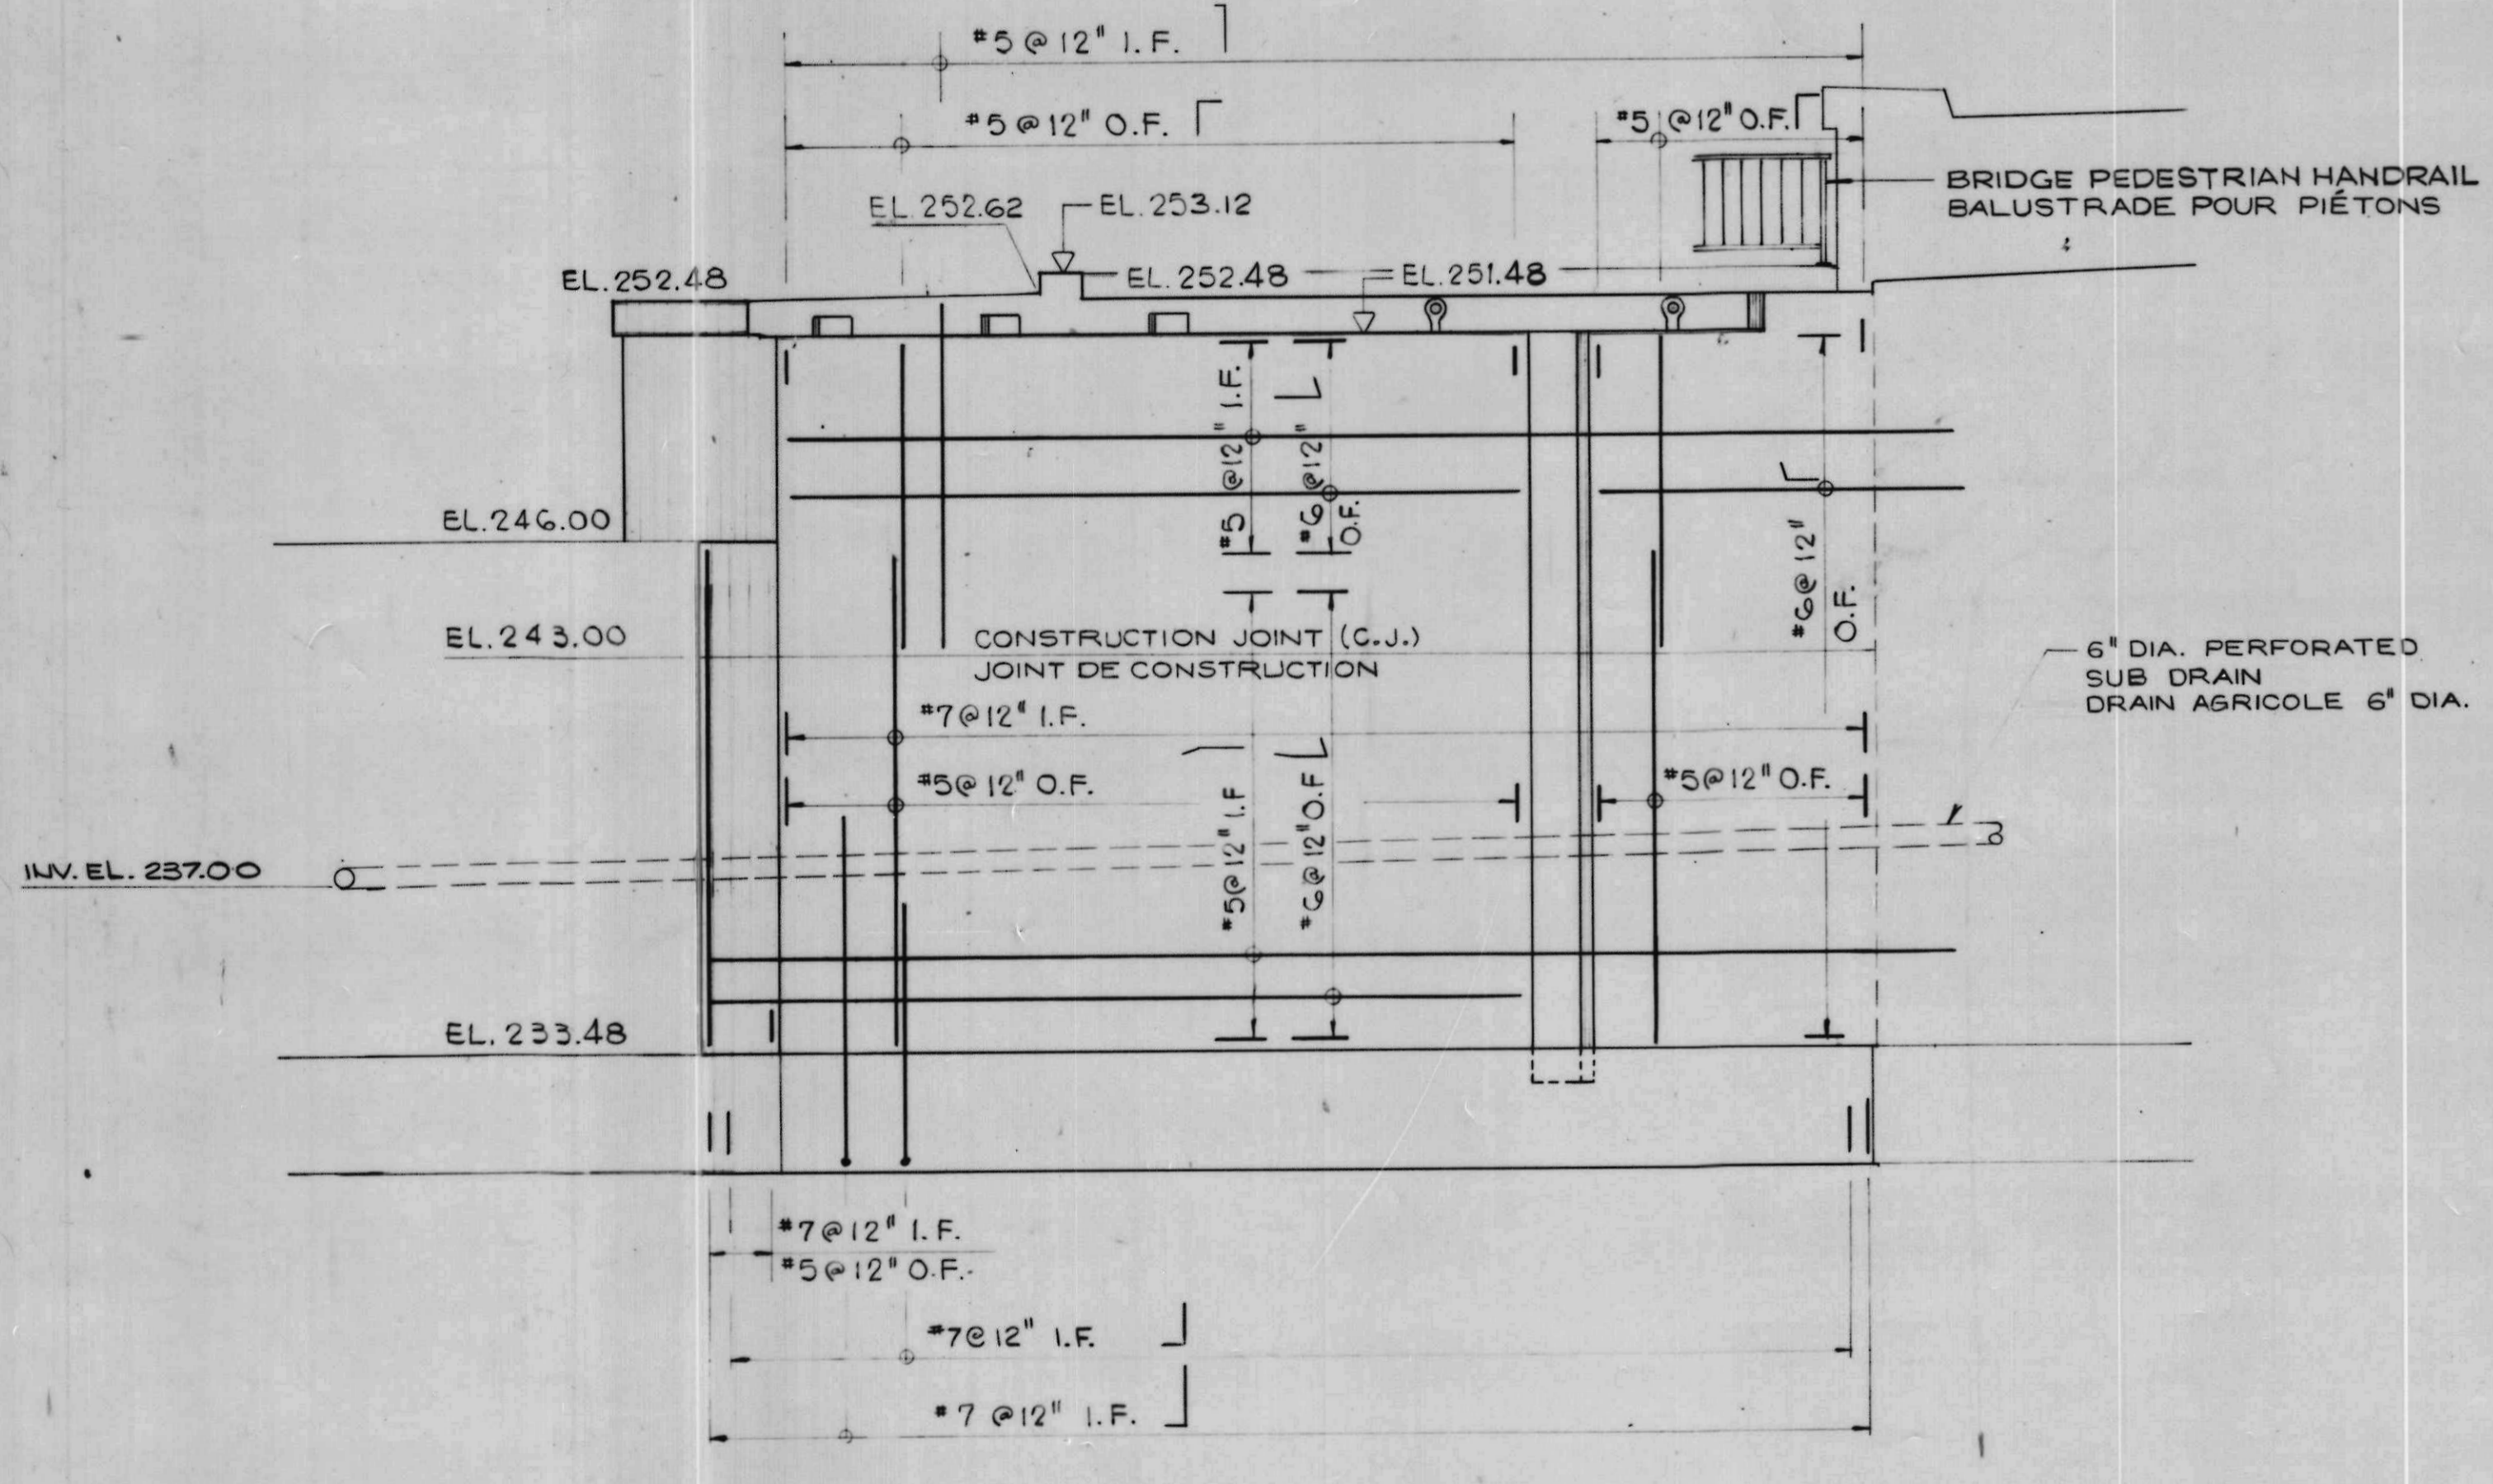 #5 @ 12" I.F.
#5 @ 12" O.F.
#5 @ 12" O.F.
BRIDGE PEDESTRIAN HANDRAIL
BALUSTRADE POUR PIÉTONS
EL. 252.62
EL. 253.12
EL. 252.48
EL. 252.48
EL. 251.48
#5 @ 12" I.F.
#6 @ 12"
O.F.
EL. 246.00
#6 @ 12"
O.F.
EL. 243.00
CONSTRUCTION JOINT (C.J.)
JOINT DE CONSTRUCTION
6" DIA. PERFORATED
SUB DRAIN
DRAIN AGRICOLE 6" DIA.
#7 @ 12" I.F.
#5 @ 12" O.F.
#5 @ 12" O.F.
#5 @ 12" I.F
#6 @ 12" O.F
INV. EL. 237.00
EL. 233.48
#7 @ 12" I.F.
#5 @ 12" O.F.
#7 @ 12" I.F.
#7 @ 12" I.F.